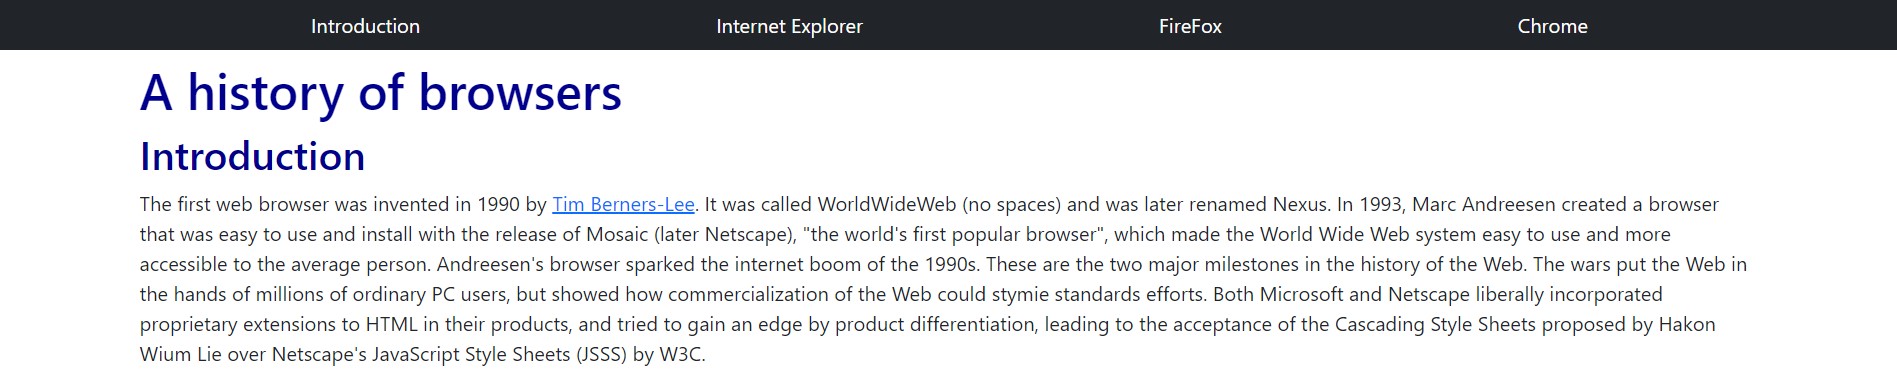 Introduction Internet Explorer FireFox Chrome
A history of browsers
Introduction
The first web browser was invented in 1990 by Tim Berners-Lee. It was called WorldWideWeb (no spaces) and was later renamed Nexus. In 1993, Marc Andreesen created a browser
that was easy to use and install with the release of Mosaic (later Netscape), "the world's first popular browser", which made the World Wide Web system easy to use and more
accessible to the average person. Andreesen's browser sparked the internet boom of the 1990s. These are the two major milestones in the history of the Web. The wars put the Web in
the hands of millions of ordinary PC users, but showed how commercialization of the Web could stymie standards efforts. Both Microsoft and Netscape liberally incorporated
proprietary extensions to HTML in their products, and tried to gain an edge by product differentiation, leading to the acceptance of the Cascading Style Sheets proposed by Hakon
Wium Lie over Netscape's JavaScript Style Sheets (JSSS) by W3C.